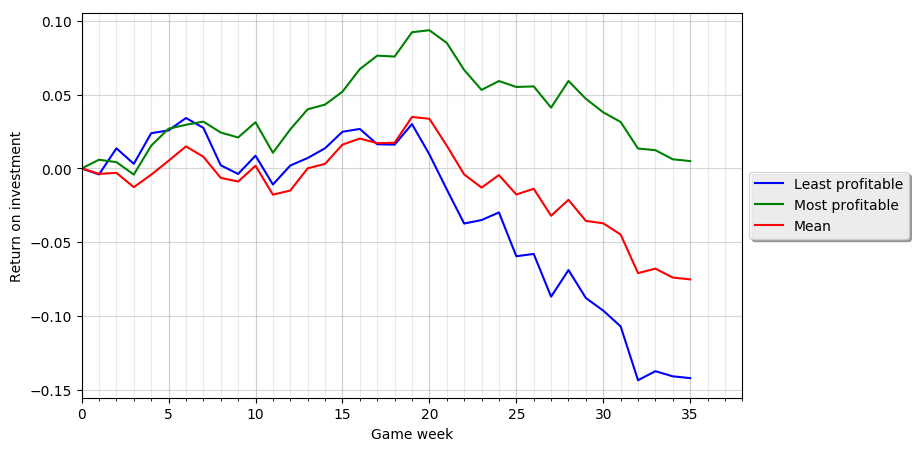 0.10
0.05
0.00
−0.05
−0.10
−0.15
Return on investment
0 5 10 15 20 25 30 35
Game week
Least profitable
Most profitable
Mean